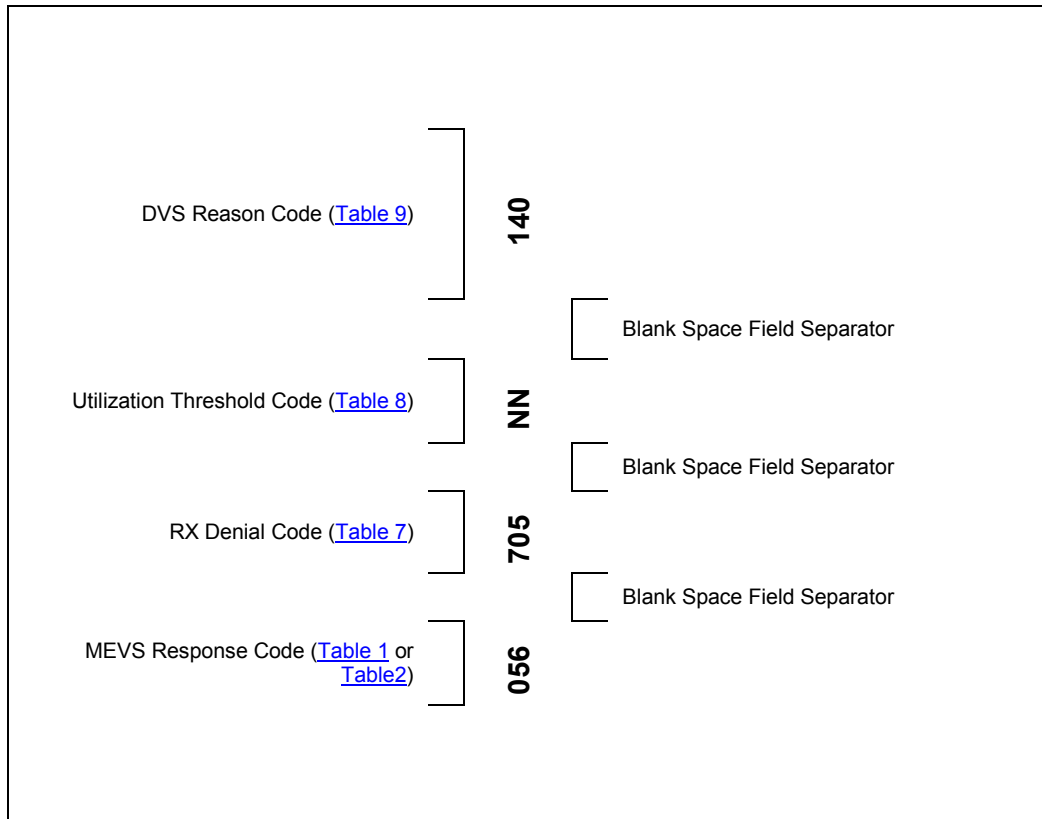 DVS Reason Code (Table 9)
140
Blank Space Field Separator
Utilization Threshold Code (Table 8)
NN
Blank Space Field Separator
RX Denial Code (Table 7)
705
Blank Space Field Separator
MEVS Response Code (Table 1 or
Table2)
056